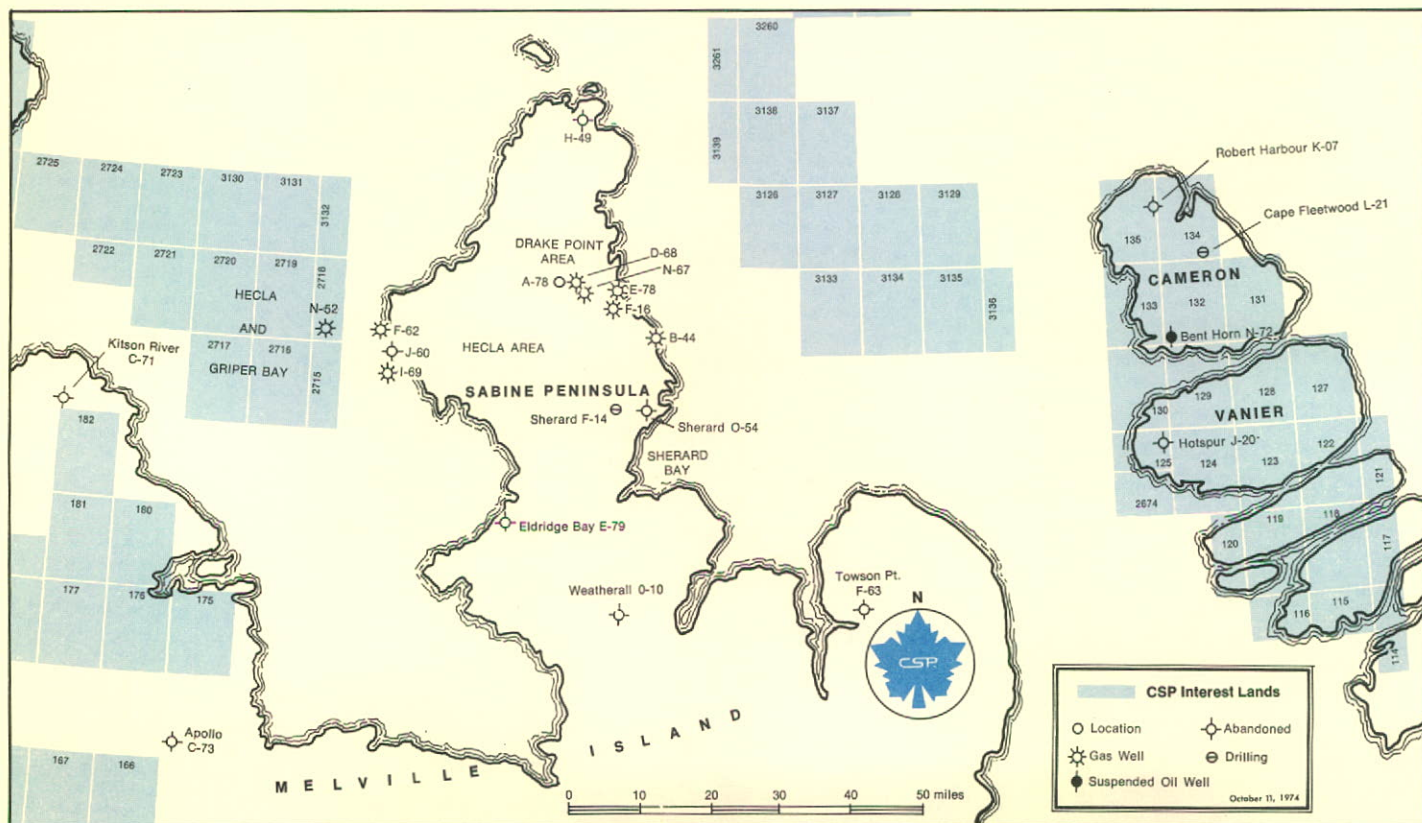 3260
3261
3138
3137
3139
H-49
Robert Harbour K-07
2725
2724
2723
3130
3131
3132
3126
3127
3128
3129
Cape Fleetwood L-21
135
134
2722
2721
2720
2719
2718
DRAKE POINT
AREA
D-68
N-67
A-78
E-78
F-16
3133
3134
3135
3136
CAMERON
133
132
131
HECLA
AND
GRIPER BAY
N-52
2717
2716
2715
F-62
J-60
I-69
HECLA AREA
B-44
Bent Horn N-72
Kitson River
C-71
SABINE PENINSULA
Sherard F-14
Sherard O-54
SHERARD
BAY
130
129
128
127
VANIER
Hotspur J-20
125
124
123
122
121
182
181
180
2674
120
119
118
117
Eldridge Bay E-79
177
176
175
Weatherall 0-10
Towson Pt.
F-63
N
CSP
116
115
114
Apollo
C-73
167
166
MELVILLE ISLAND
0 10 20 30 40 50 miles
CSP Interest Lands
Location
Abandoned
Gas Well
Drilling
Suspended Oil Well
October 11, 1974